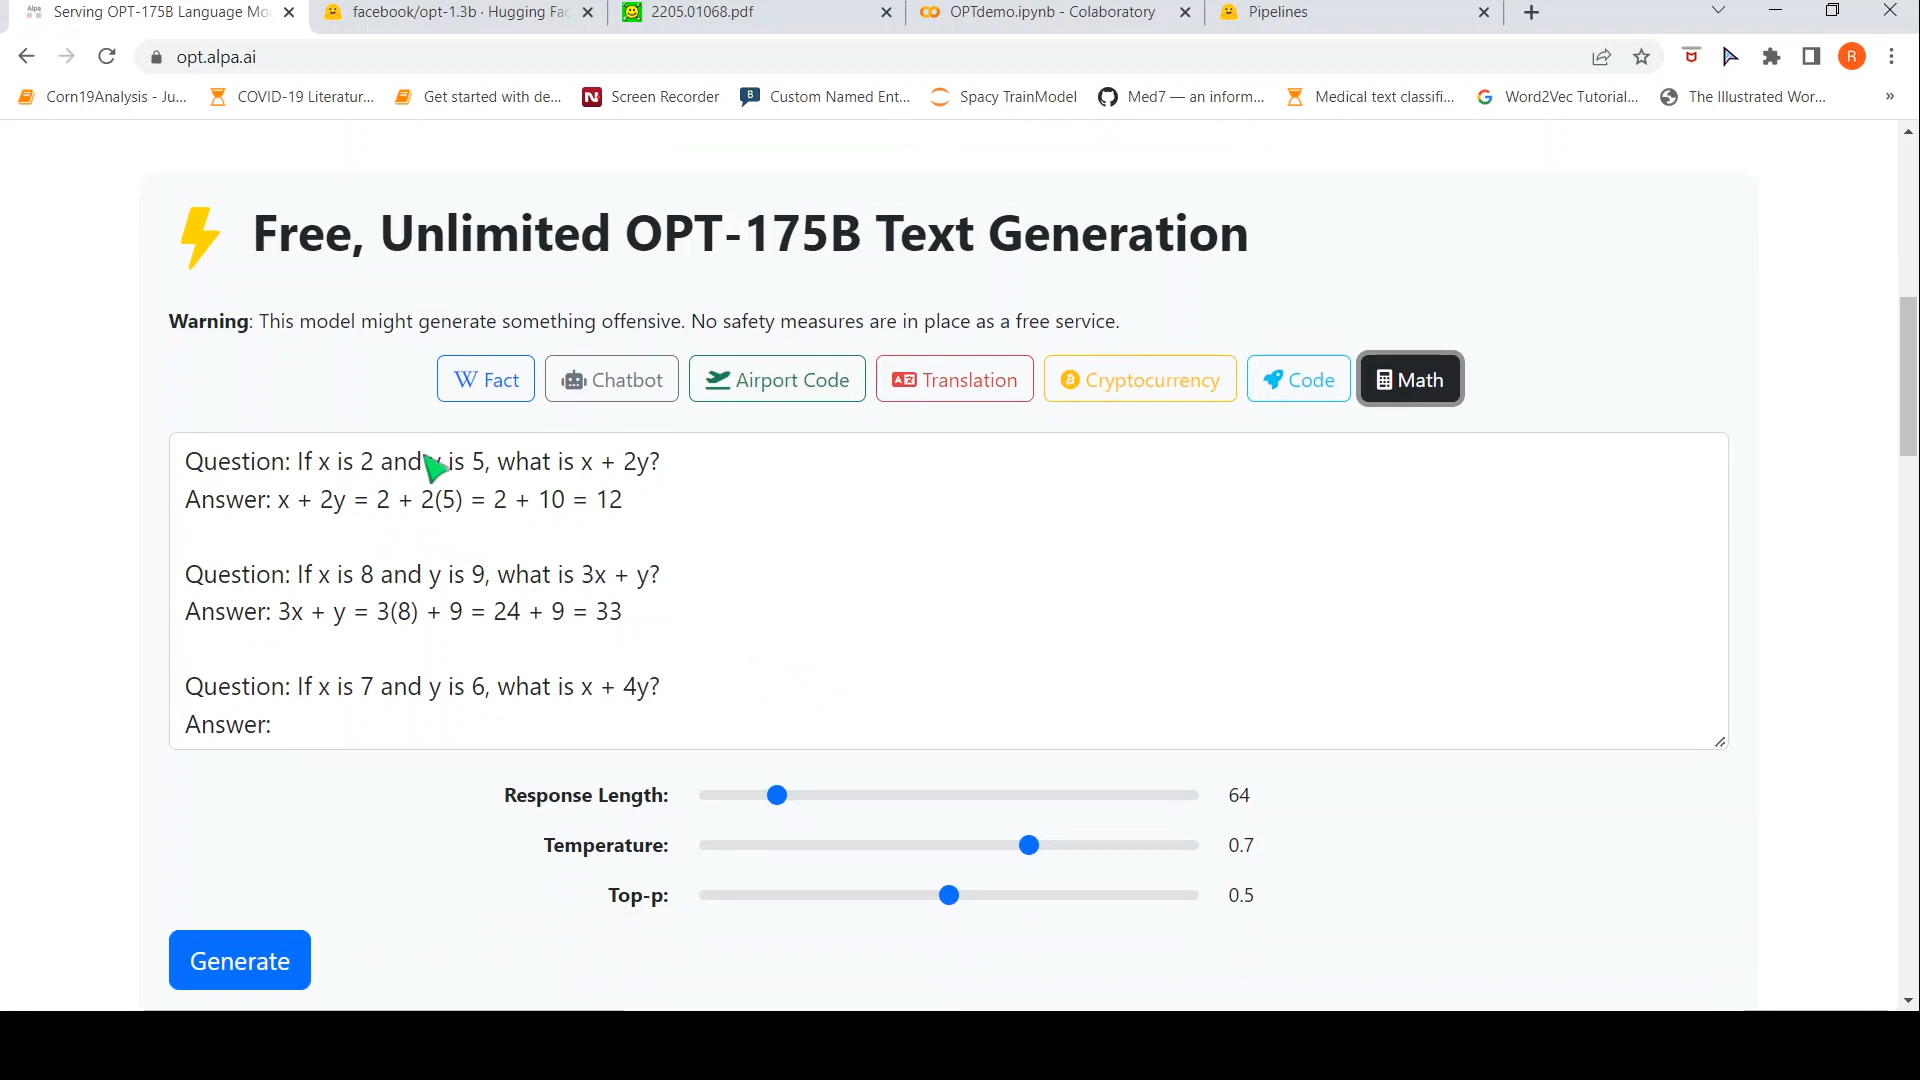 Alpa Serving OPT-175B Language Mo
facebook/opt-1.3b · Hugging Fac
2205.01068.pdf
OPTdemo.ipynb - Colaboratory
Pipelines
opt.alpa.ai
R
Corn19Analysis - Ju...
COVID-19 Literatur...
Get started with de...
N Screen Recorder
B Custom Named Ent...
Spacy TrainModel
Med7 — an inform...
Medical text classifi...
G Word2Vec Tutorial...
The Illustrated Wor...
»
Free, Unlimited OPT-175B Text Generation
Warning: This model might generate something offensive. No safety measures are in place as a free service.
W Fact
Chatbot
Airport Code
Translation
Cryptocurrency
Code
Math
Question: If x is 2 and y is 5, what is x + 2y?
Answer: x + 2y = 2 + 2(5) = 2 + 10 = 12
Question: If x is 8 and y is 9, what is 3x + y?
Answer: 3x + y = 3(8) + 9 = 24 + 9 = 33
Question: If x is 7 and y is 6, what is x + 4y?
Answer:
Response Length: 64
Temperature: 0.7
Top-p: 0.5
Generate